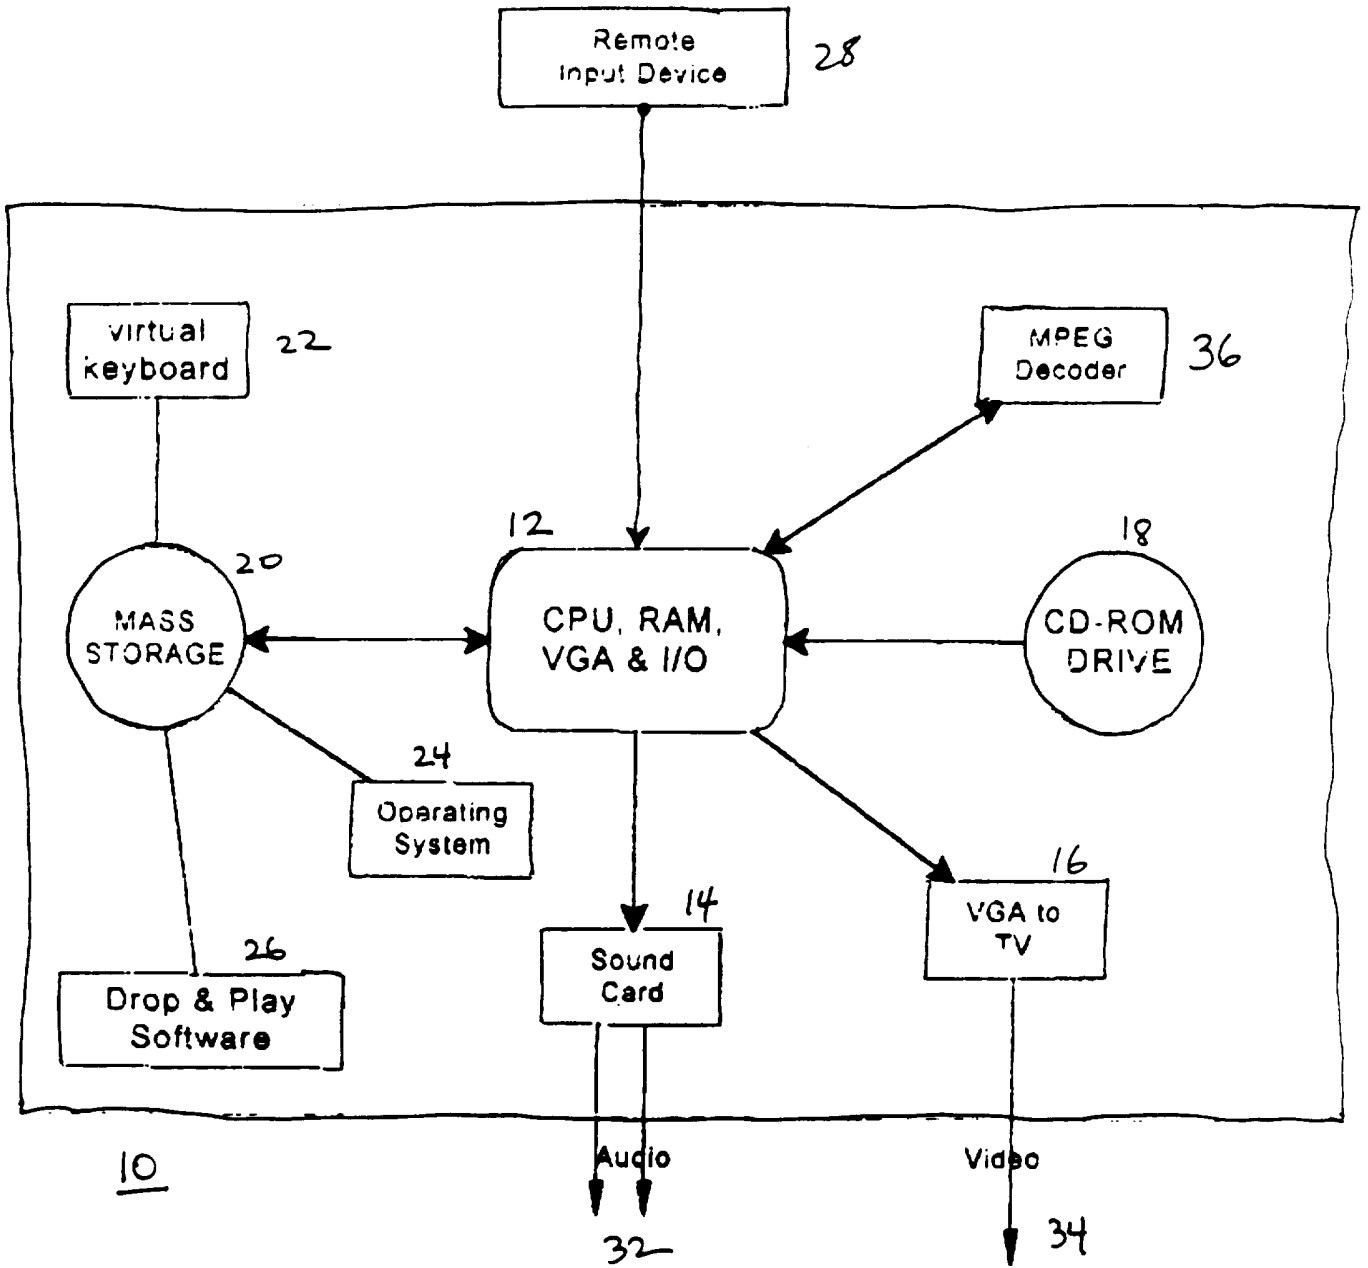 Remote
Input Device
28
virtual
keyboard
22
MPEG
Decoder
36
12
18
20
MASS
STORAGE
CPU, RAM,
VGA & I/O
CD-ROM
DRIVE
24
Operating
System
16
VGA to
TV
14
Sound
Card
26
Drop & Play
Software
10
Audio
Video
32
34